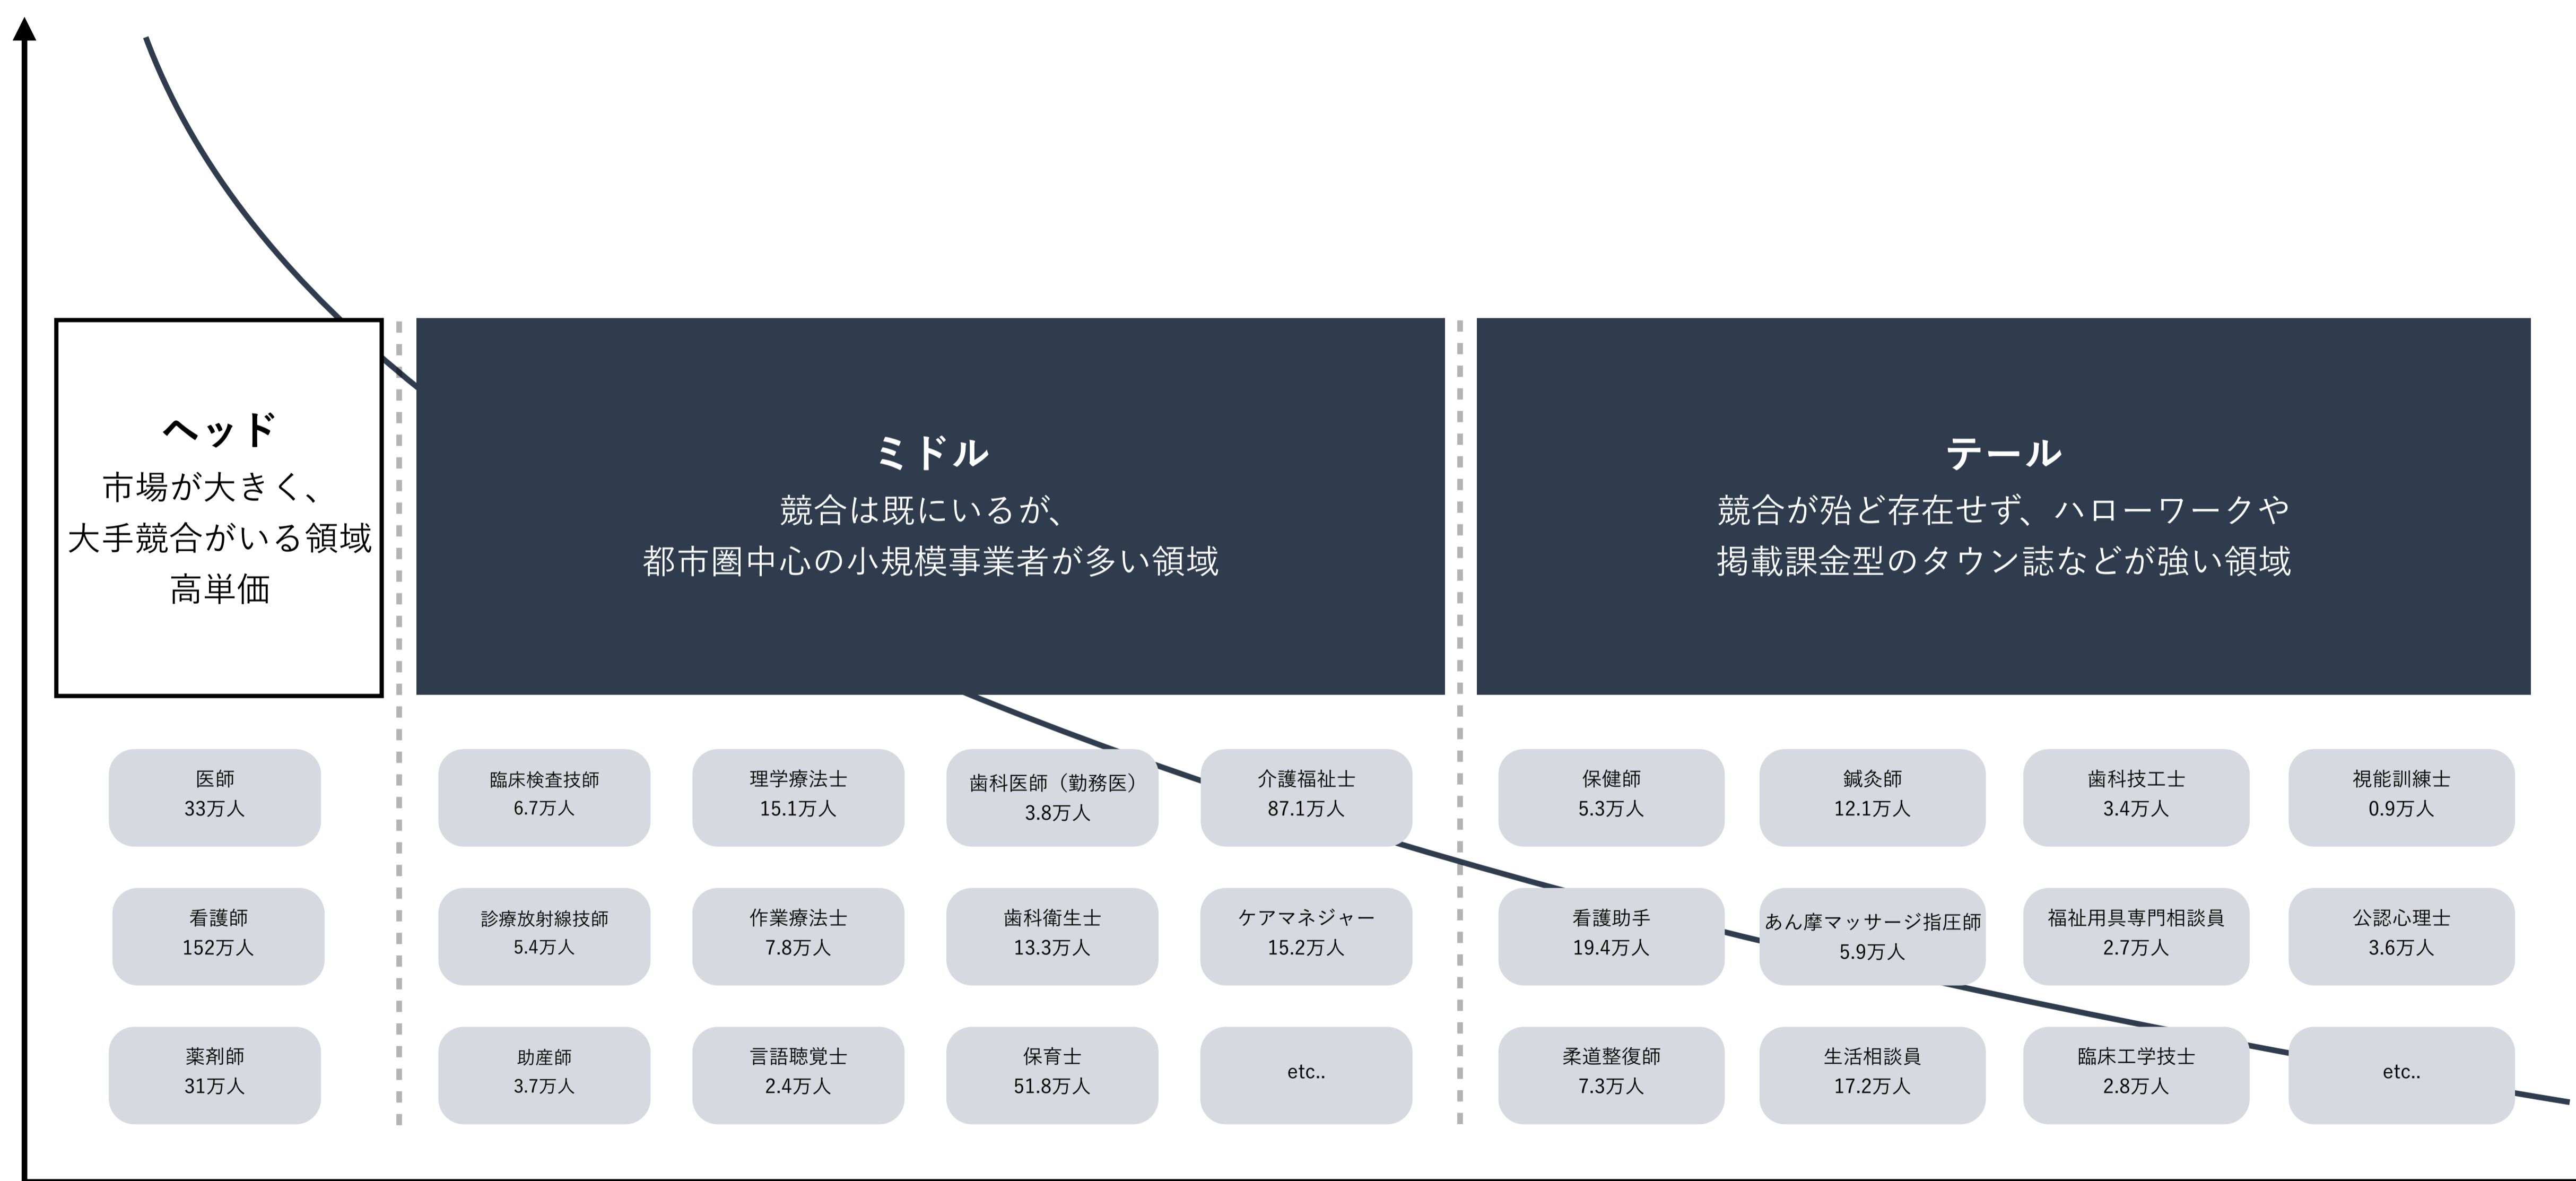 ヘッド
市場が大きく、
大手競合がいる領域
高単価
ミドル
競合は既にいるが、
都市圏中心の小規模事業者が多い領域
テール
競合が殆ど存在せず、ハローワークや
掲載課金型のタウン誌などが強い領域
医師
33万人
看護師
152万人
薬剤師
31万人
臨床検査技師
6.7万人
診療放射線技師
5.4万人
助産師
3.7万人
理学療法士
15.1万人
作業療法士
7.8万人
言語聴覚士
2.4万人
歯科医師（勤務医）
3.8万人
歯科衛生士
13.3万人
保育士
51.8万人
介護福祉士
87.1万人
ケアマネジャー
15.2万人
etc..
保健師
5.3万人
看護助手
19.4万人
柔道整復師
7.3万人
鍼灸師
12.1万人
あん摩マッサージ指圧師
5.9万人
生活相談員
17.2万人
歯科技工士
3.4万人
福祉用具専門相談員
2.7万人
臨床工学技士
2.8万人
視能訓練士
0.9万人
公認心理士
3.6万人
etc..